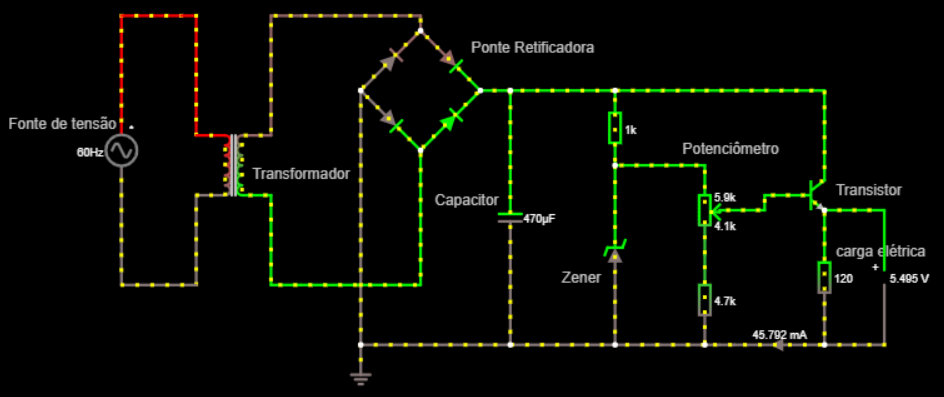 Ponte Retificadora
Fonte de tensão
60Hz
Transformador
1k
Potenciômetro
5.9k
4.1k
Capacitor
470µF
Transistor
Zener
carga elétrica
+
120
5.495 V
4.7k
45.792 mA